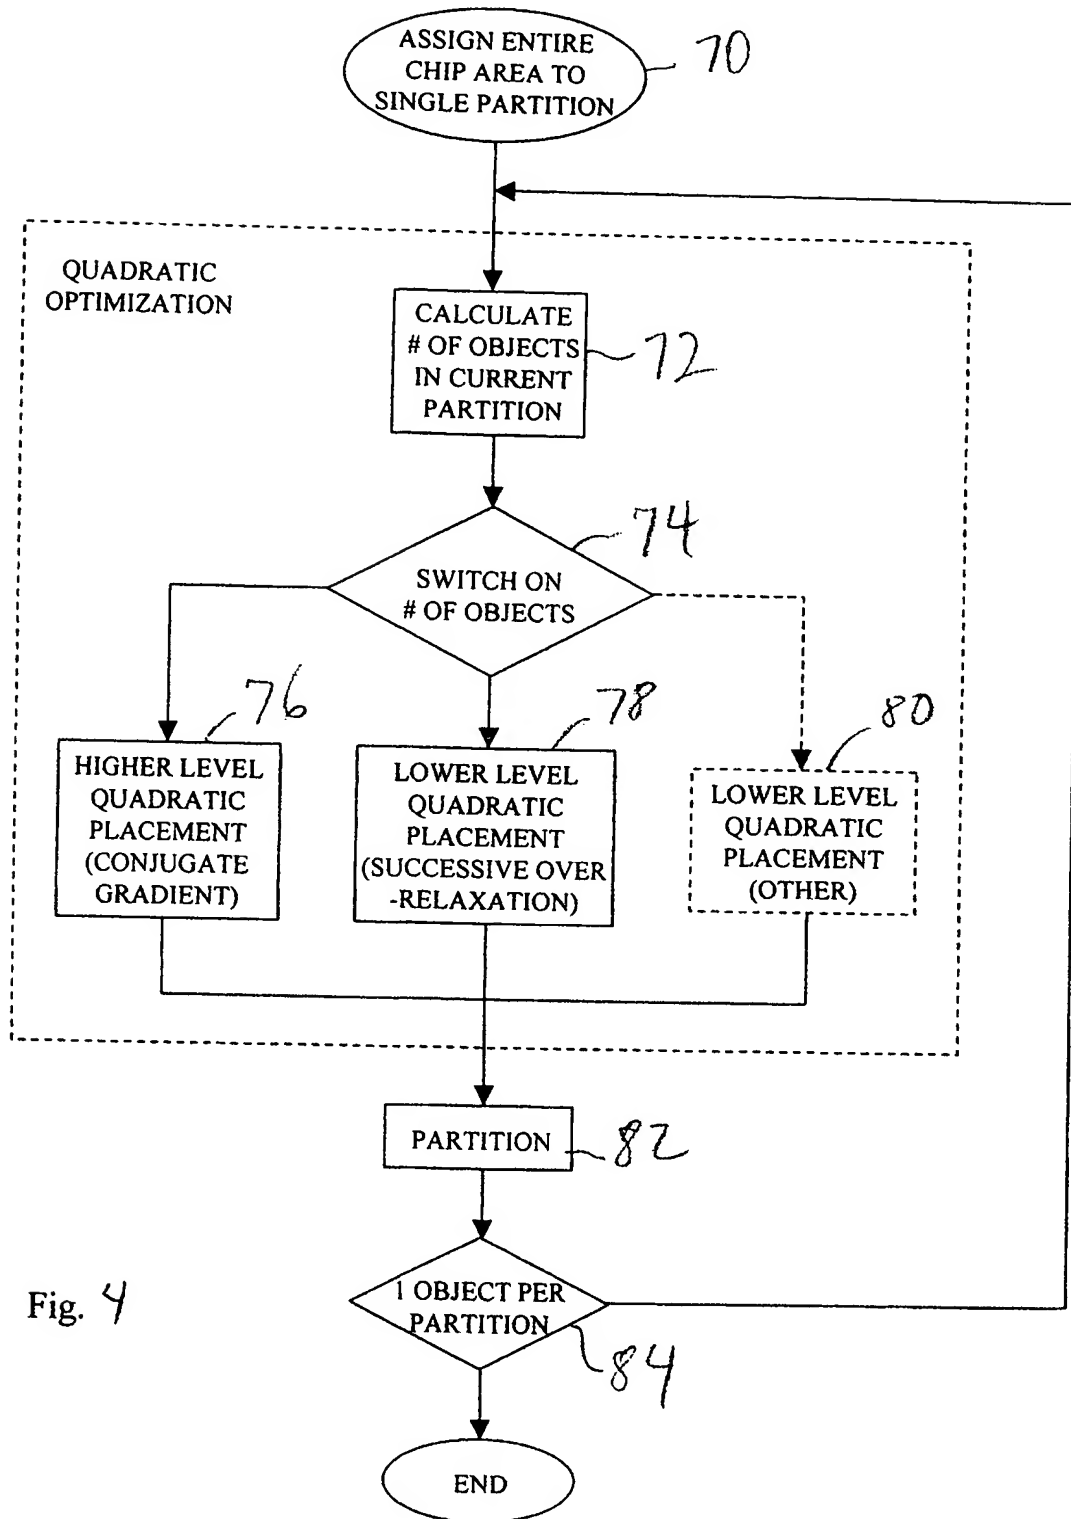 ASSIGN ENTIRE
CHIP AREA TO
SINGLE PARTITION
70
QUADRATIC
OPTIMIZATION
CALCULATE
# OF OBJECTS
IN CURRENT
PARTITION
72
74
SWITCH ON
# OF OBJECTS
76
HIGHER LEVEL
QUADRATIC
PLACEMENT
(CONJUGATE
GRADIENT)
78
LOWER LEVEL
QUADRATIC
PLACEMENT
(SUCCESSIVE OVER
-RELAXATION)
80
LOWER LEVEL
QUADRATIC
PLACEMENT
(OTHER)
PARTITION
82
1 OBJECT PER
PARTITION
84
Fig. 4
END